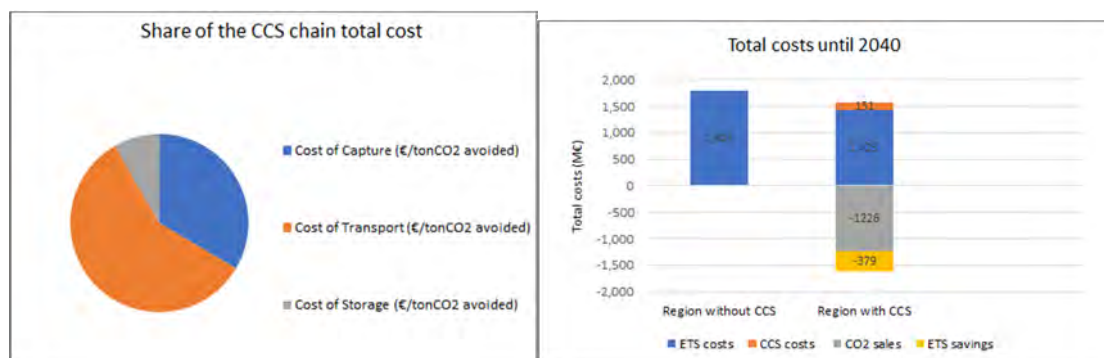 Share of the CCS chain total cost
Cost of Capture (€/tonCO2 avoided)
Cost of Transport (€/tonCO2 avoided)
Cost of Storage (€/tonCO2 avoided)
Total costs until 2040
Total costs (M€)
2,000
1,500
1,000
500
0
-500
-1,000
-1,500
-2,000
151
-1226
-379
Region without CCS
Region with CCS
ETS costs
CCS costs
CO2 sales
ETS savings